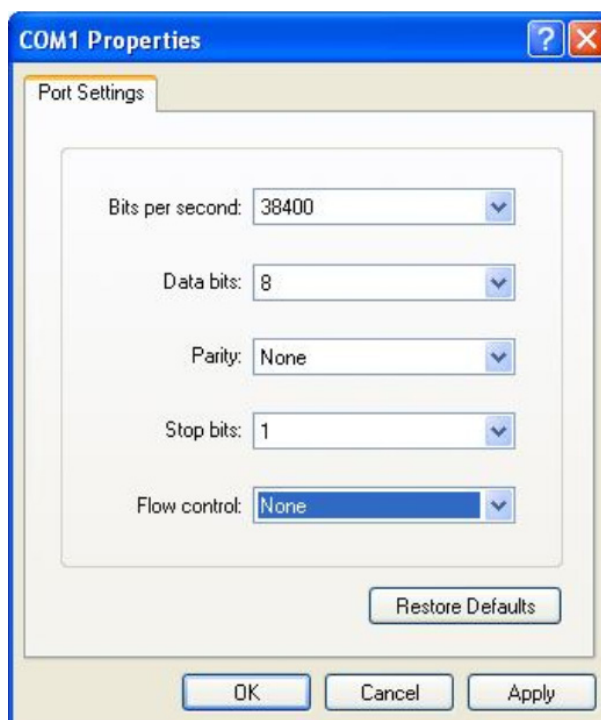 COM1 Properties
Port Settings
Bits per second: 38400
Data bits: 8
Parity: None
Stop bits: 1
Flow control: None
Restore Defaults
OK Cancel Apply